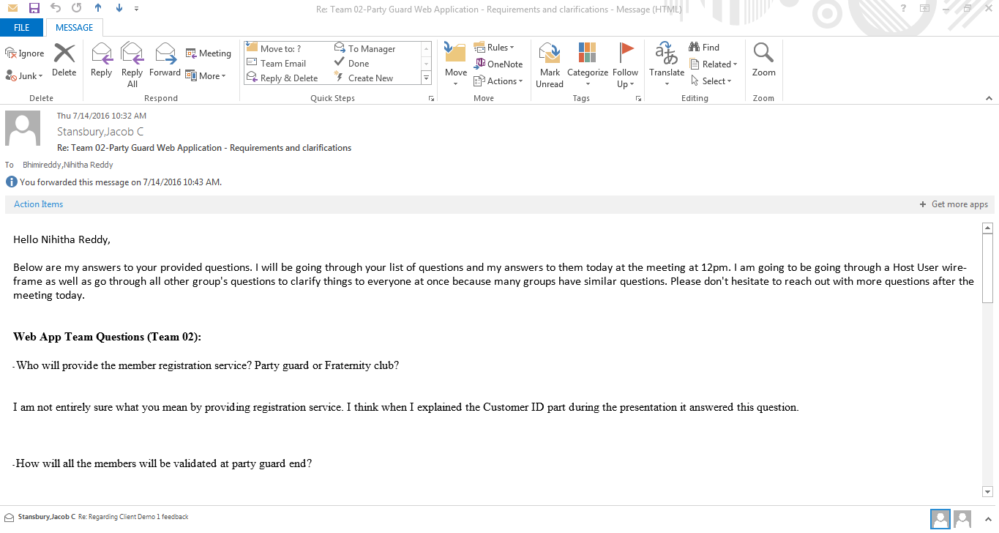 Re: Team 02-Party Guard Web Application - Requirements and clarifications - Message (HTML)
?
FILE
MESSAGE
Ignore
Junk
Delete
Delete
Reply
Reply All
Forward
Meeting
More
Respond
Move to: ?
Team Email
Reply & Delete
To Manager
Done
Create New
Quick Steps
Move
Rules
OneNote
Actions
Move
Mark Unread
Categorize
Follow Up
Tags
Translate
Find
Related
Select
Editing
Zoom
Zoom
Thu 7/14/2016 10:32 AM
Stansbury,Jacob C
Re: Team 02-Party Guard Web Application - Requirements and clarifications
To Bhimireddy,Nihitha Reddy
You forwarded this message on 7/14/2016 10:43 AM.
Action Items
+ Get more apps
Hello Nihitha Reddy,
Below are my answers to your provided questions. I will be going through your list of questions and my answers to them today at the meeting at 12pm. I am going to be going through a Host User wire-
frame as well as go through all other group's questions to clarify things to everyone at once because many groups have similar questions. Please don't hesitate to reach out with more questions after the
meeting today.
Web App Team Questions (Team 02):
-Who will provide the member registration service? Party guard or Fraternity club?
I am not entirely sure what you mean by providing registration service. I think when I explained the Customer ID part during the presentation it answered this question.
-How will all the members will be validated at party guard end?
Stansbury,Jacob C Re: Regarding Client Demo 1 feedback